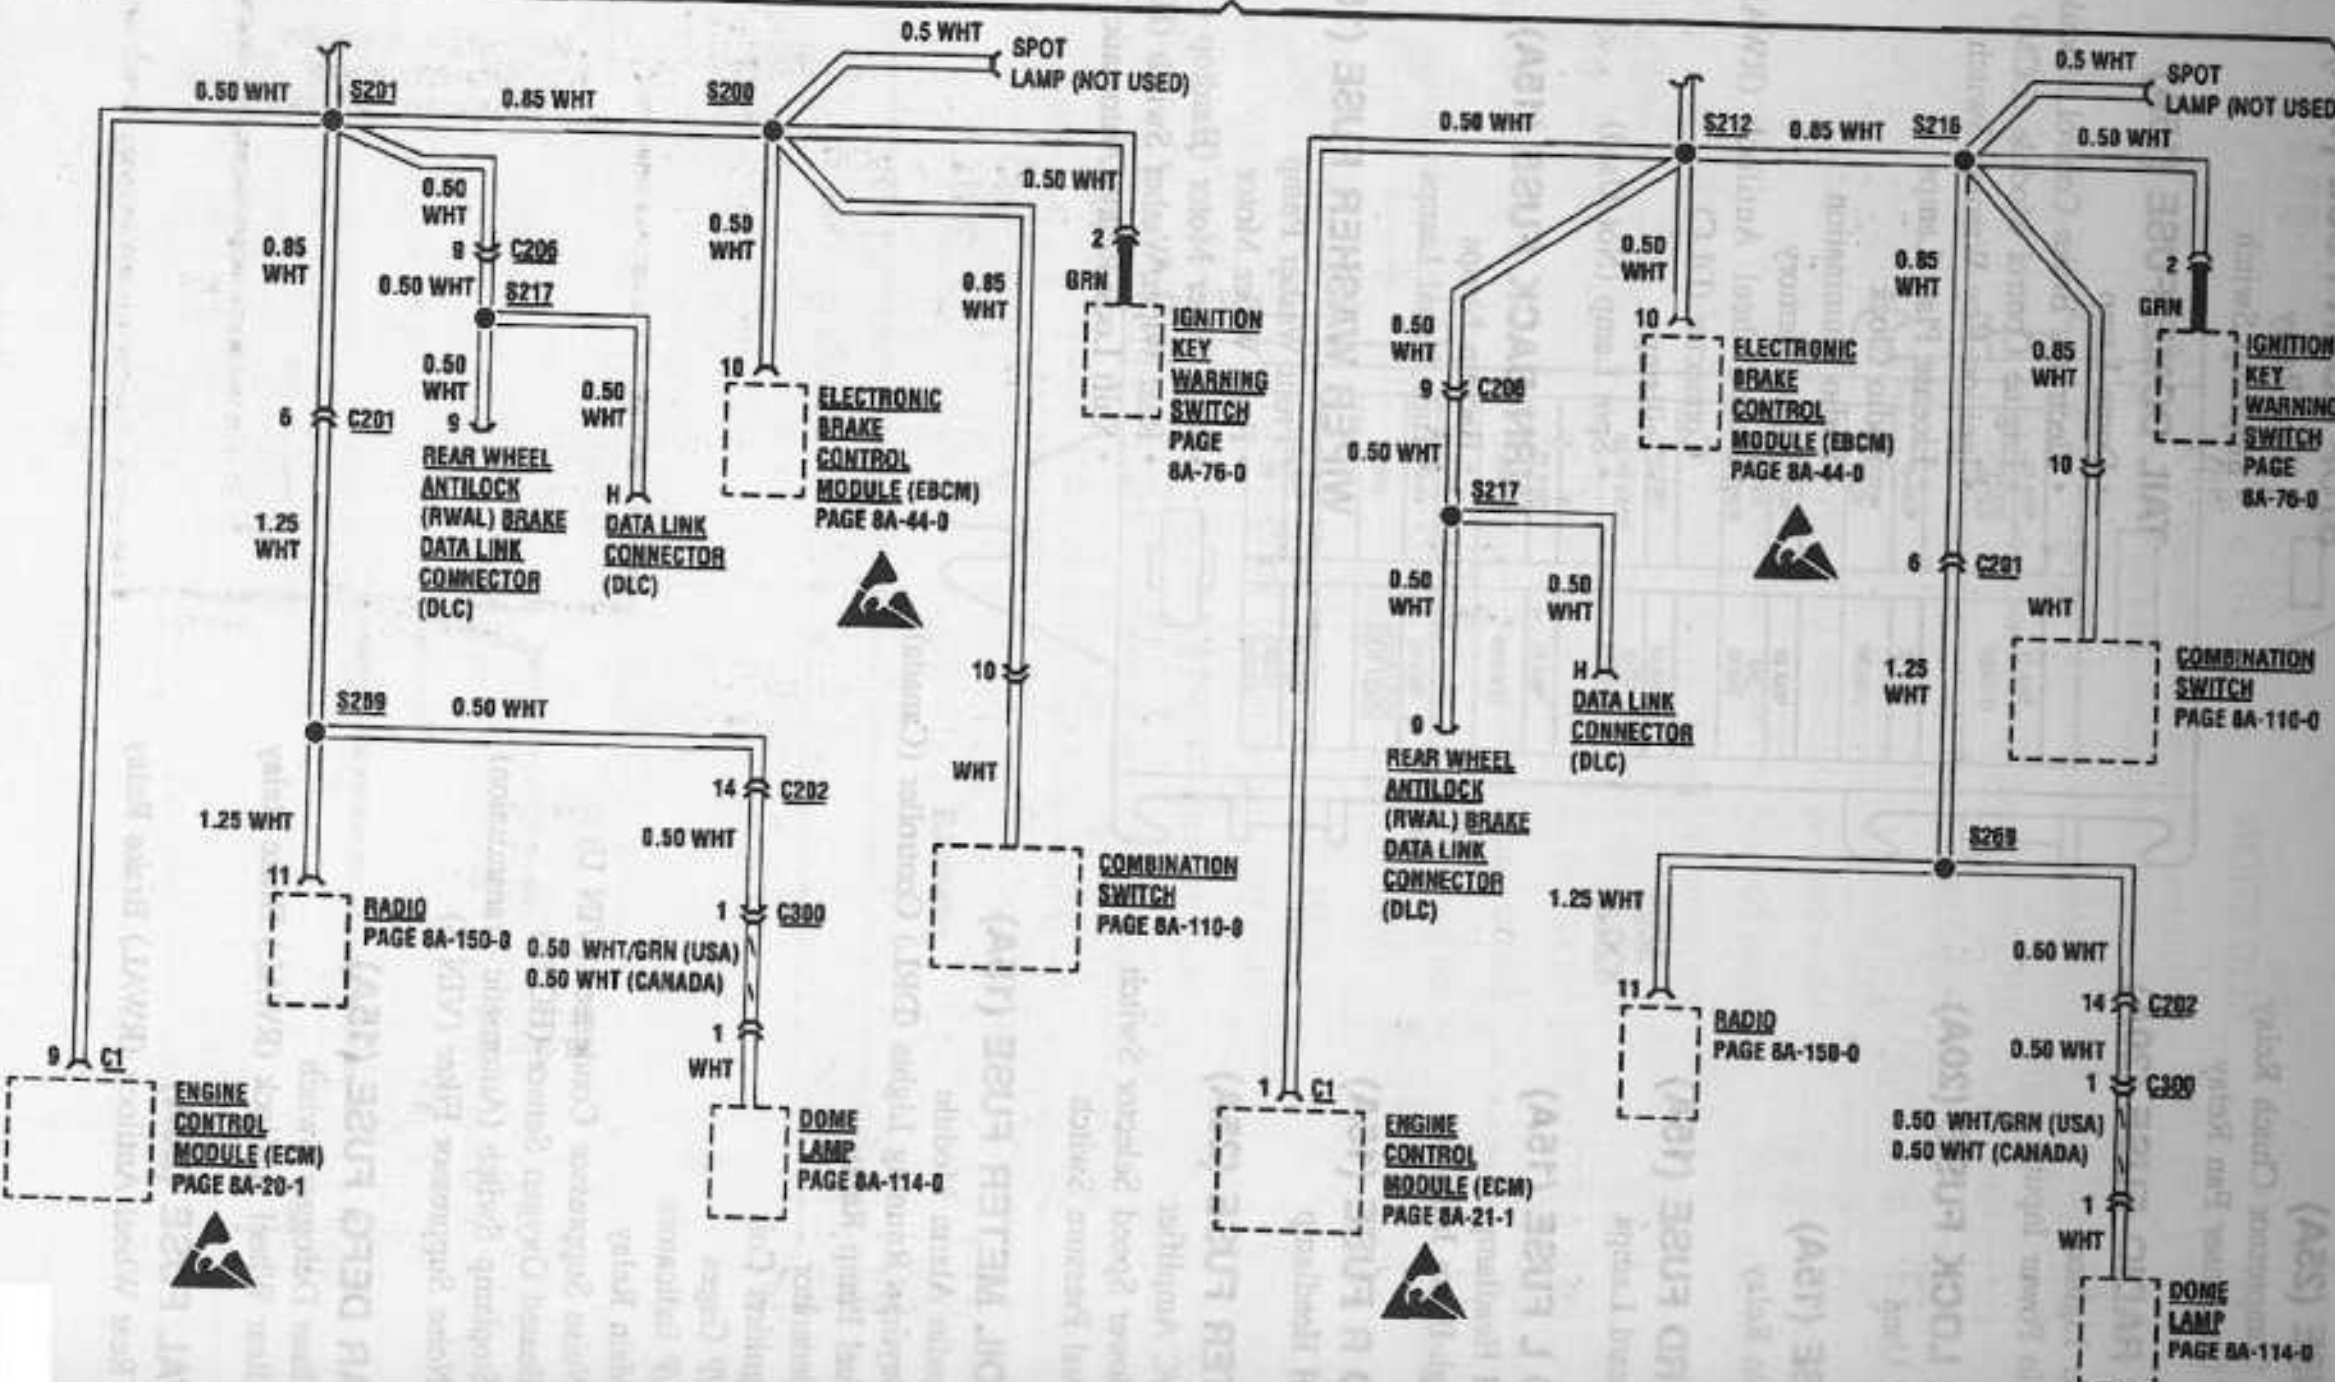 0.50 WHT
S201
0.85 WHT
S200
0.5 WHT
SPOT
LAMP (NOT USED)
0.50
WHT
8
C206
0.50 WHT
S217
0.85
WHT
0.50
WHT
9
REAR WHEEL
ANTILOCK
(RWAL) BRAKE
DATA LINK
CONNECTOR
(DLC)
0.50
WHT
H
DATA LINK
CONNECTOR
(DLC)
0.50
WHT
10
ELECTRONIC
BRAKE
CONTROL
MODULE (EBCM)
PAGE 8A-44-0
0.50 WHT
2
GRN
IGNITION
KEY
WARNING
SWITCH
PAGE
8A-76-0
0.85
WHT
10
WHT
COMBINATION
SWITCH
PAGE 8A-110-0
6
C201
1.25
WHT
S269
0.50 WHT
1.25 WHT
11
RADIO
PAGE 8A-150-0
14
C202
0.50 WHT
1
C300
0.50 WHT/GRN (USA)
0.50 WHT (CANADA)
1
WHT
DOME
LAMP
PAGE 8A-114-0
9
C1
ENGINE
CONTROL
MODULE (ECM)
PAGE 8A-20-1
0.50 WHT
S212
0.85 WHT
S216
0.5 WHT
SPOT
LAMP (NOT USED
0.50 WHT
2
GRN
IGNITION
KEY
WARNING
SWITCH
PAGE
8A-76-0
0.50
WHT
9
C206
0.50 WHT
S217
0.50
WHT
9
REAR WHEEL
ANTILOCK
(RWAL) BRAKE
DATA LINK
CONNECTOR
(DLC)
0.50
WHT
H
DATA LINK
CONNECTOR
(DLC)
0.50
WHT
10
ELECTRONIC
BRAKE
CONTROL
MODULE (EBCM)
PAGE 8A-44-0
0.85
WHT
6
C201
1.25
WHT
0.85
WHT
10
WHT
COMBINATION
SWITCH
PAGE 8A-110-0
S269
1.25 WHT
11
RADIO
PAGE 8A-150-0
0.50 WHT
14
C202
0.50 WHT
1
C300
0.50 WHT/GRN (USA)
0.50 WHT (CANADA)
1
WHT
DOME
LAMP
PAGE 8A-114-0
1
C1
ENGINE
CONTROL
MODULE (ECM)
PAGE 8A-21-1